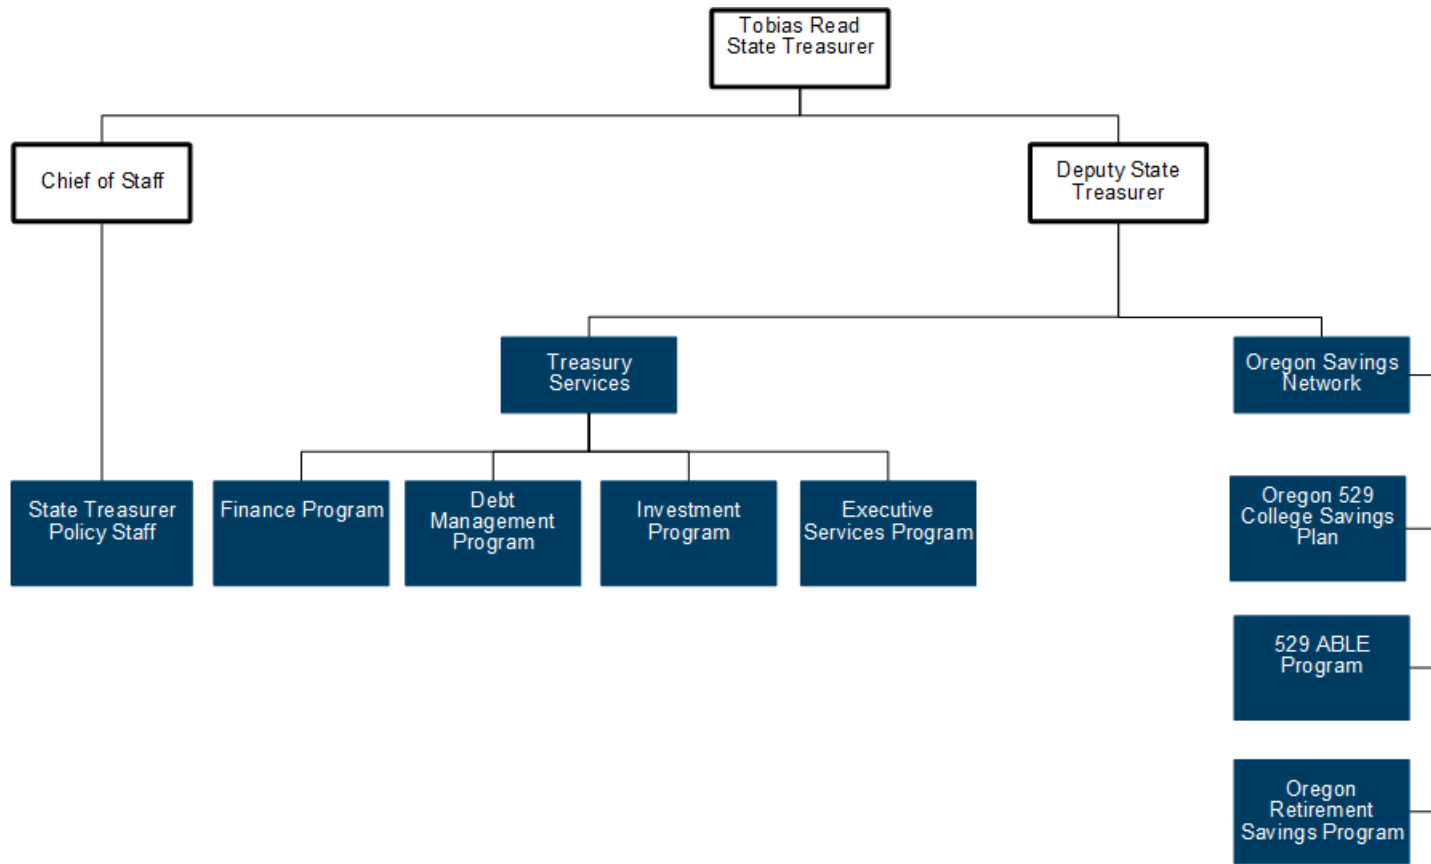 Tobias Read
State Treasurer
Chief of Staff
Deputy State
Treasurer
Treasury
Services
Oregon Savings
Network
State Treasurer
Policy Staff
Finance Program
Debt
Management
Program
Investment
Program
Executive
Services Program
Oregon 529
College Savings
Plan
529 ABLE
Program
Oregon
Retirement
Savings Program